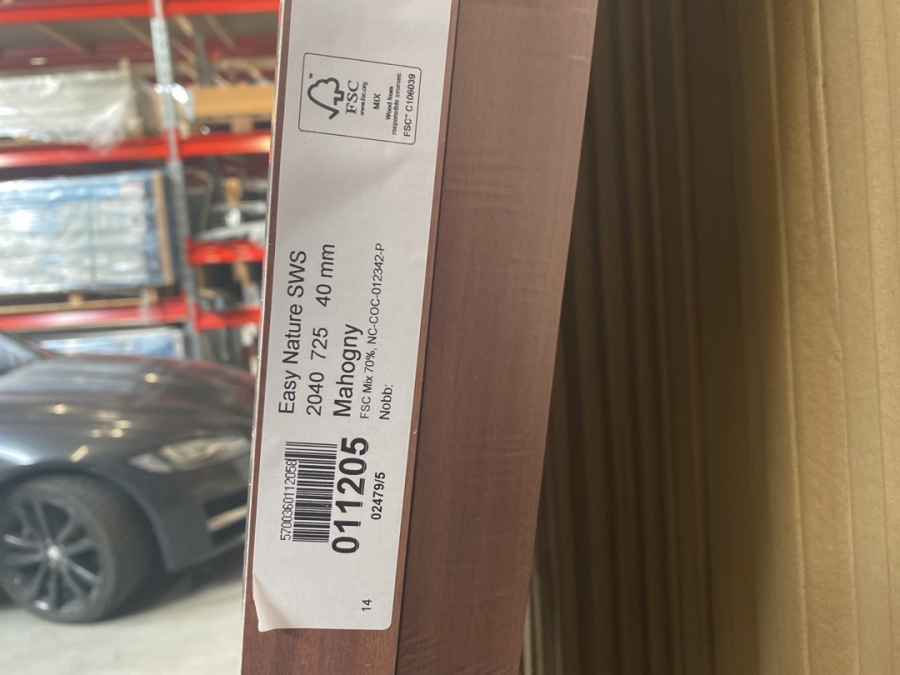 FSC
www.fsc.org
MIX
Wood from
responsible sources
FSC™ C106039
Easy Nature SWS
2040 725 40 mm
Mahogny
FSC Mix 70%, NC-COC-012342-P
Nobb:
5700360112058
011205
02479/5
14